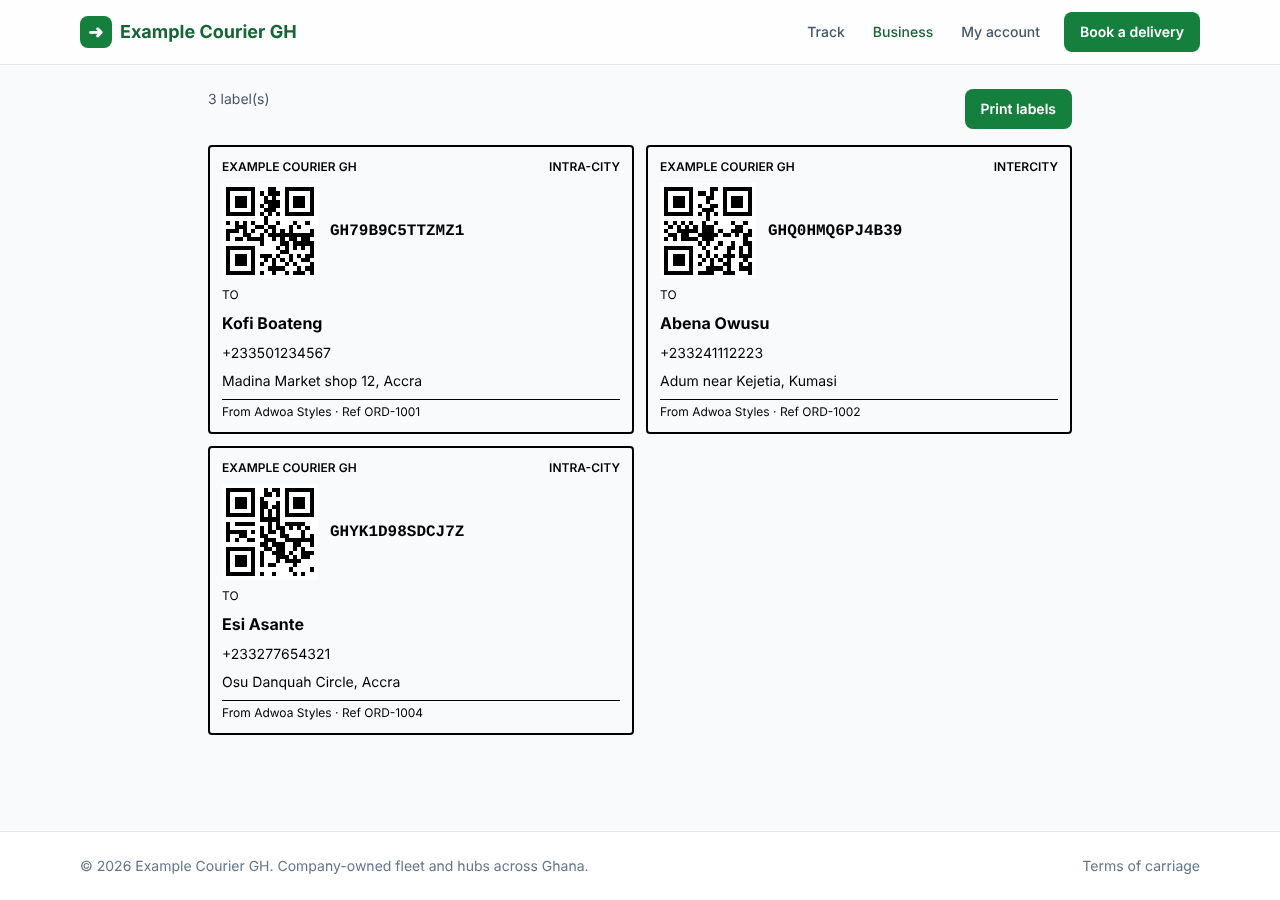 Example Courier GH
Track
Business
My account
Book a delivery
3 label(s)
Print labels
EXAMPLE COURIER GH
INTRA-CITY
GH79B9C5TTZMZ1
TO
Kofi Boateng
+233501234567
Madina Market shop 12, Accra
From Adwoa Styles · Ref ORD-1001
EXAMPLE COURIER GH
INTERCITY
GHQ0HMQ6PJ4B39
TO
Abena Owusu
+233241112223
Adum near Kejetia, Kumasi
From Adwoa Styles · Ref ORD-1002
EXAMPLE COURIER GH
INTRA-CITY
GHYK1D98SDCJ7Z
TO
Esi Asante
+233277654321
Osu Danquah Circle, Accra
From Adwoa Styles · Ref ORD-1004
© 2026 Example Courier GH. Company-owned fleet and hubs across Ghana.
Terms of carriage